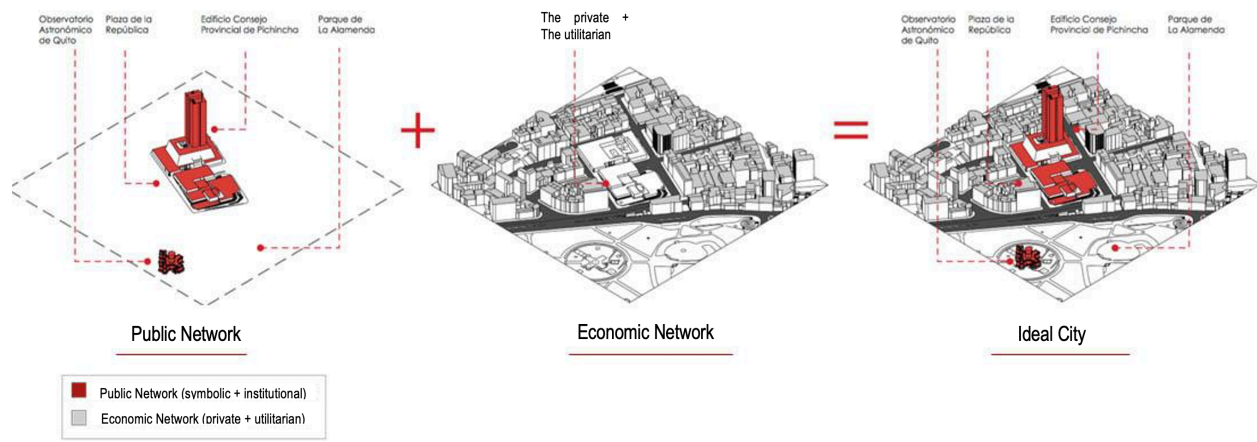 Observatorio
Astronómico
de Quito
Plaza de la
República
Edificio Consejo
Provincial de Pichincha
Parque de
La Alamenda
The private +
The utilitarian
Observatorio
Astronómico
de Quito
Plaza de la
República
Edificio Consejo
Provincial de Pichincha
Parque de
La Alamenda
+
=
Public Network
Economic Network
Ideal City
Public Network (symbolic + institutional)
Economic Network (private + utilitarian)